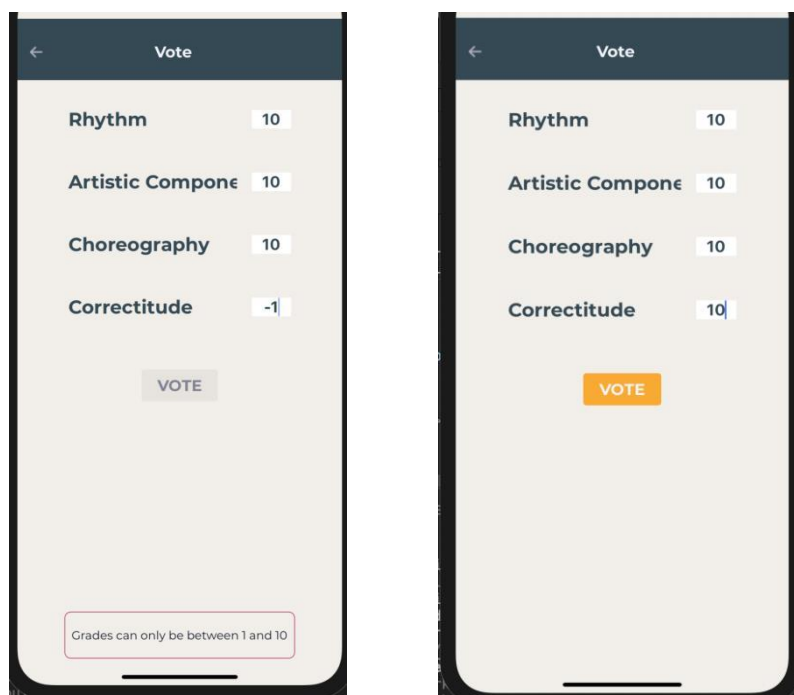 Vote
Rhythm 10
Artistic Compone 10
Choreography 10
Correctitude -1
VOTE
Grades can only be between 1 and 10
Vote
Rhythm 10
Artistic Compone 10
Choreography 10
Correctitude 10
VOTE